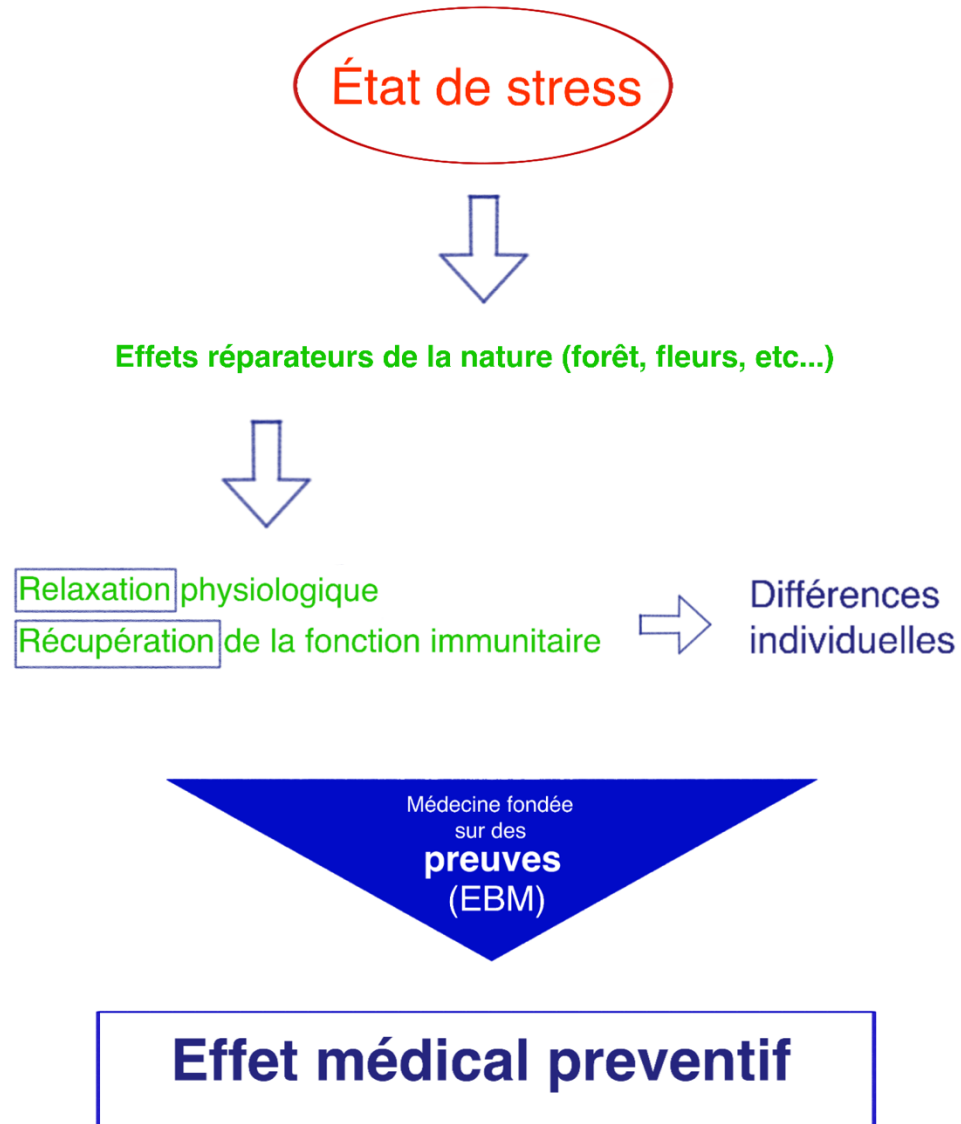 État de stress
Effets réparateurs de la nature (forêt, fleurs, etc...)
Relaxation physiologique
Récupération de la fonction immunitaire
Différences
individuelles
Médecine fondée
sur des
preuves
(EBM)
Effet médical preventif